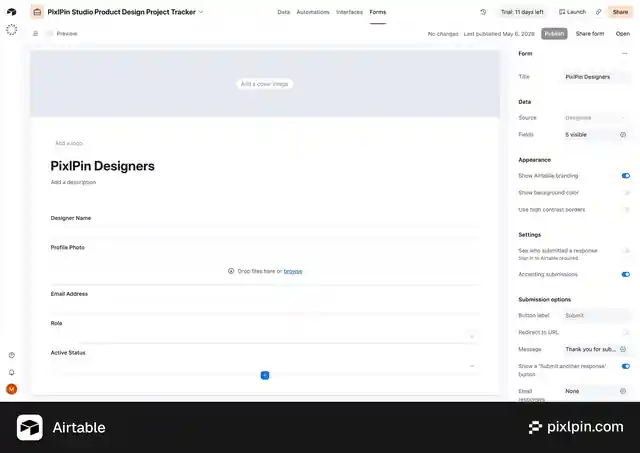 PixlPin Studio Product Design Project Tracker
Data Automations Interfaces Forms
Trial: 11 days left
Launch
Share
Preview
No changes Last published May 6, 2026
Publish
Share form
Open
Add a cover image
Add a logo
PixlPin Designers
Add a description
Designer Name
Profile Photo
Drop files here or browse
Email Address
Role
Active Status
Form
Title PixlPin Designers
Data
Source Designers
Fields 5 visible
Appearance
Show Airtable branding
Show background color
Use high contrast borders
Settings
See who submitted a response
Sign in to Airtable required.
Accepting submissions
Submission options
Button label Submit
Redirect to URL
Message Thank you for sub...
Show a 'Submit another response'
button
Email None
responses
M
Airtable
pixlpin.com